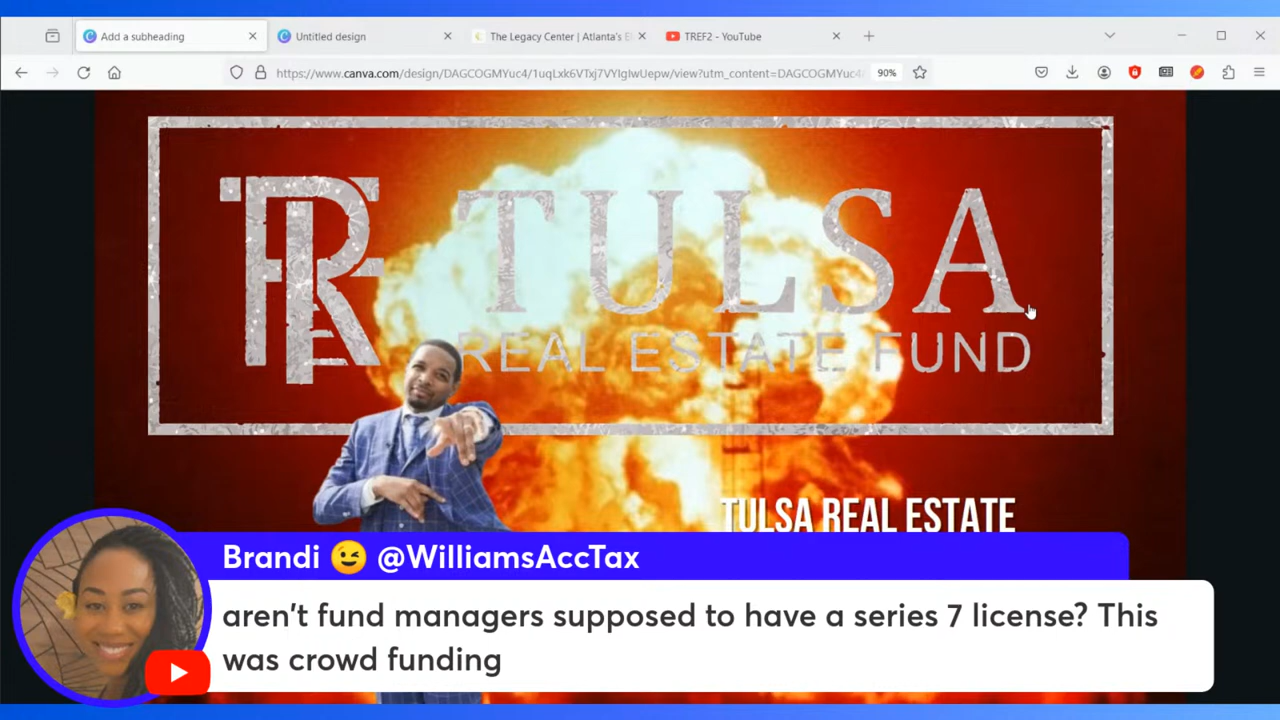 Add a subheading
Untitled design
The Legacy Center | Atlanta's El
TREF2 - YouTube
https://www.canva.com/design/DAGCOGMYuc4/1uqLxk6VTxj7VYIgIwUepw/view?utm_content=DAGCOGMYuc4
90%
TULSA
REAL ESTATE FUND
TULSA REAL ESTATE
Brandi 😉 @WilliamsAccTax
aren't fund managers supposed to have a series 7 license? This
was crowd funding